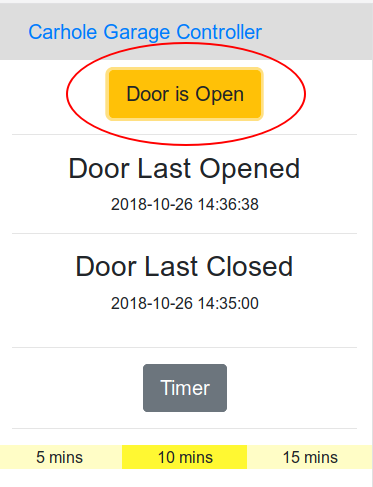 Carhole Garage Controller
Door is Open
Door Last Opened
2018-10-26 14:36:38
Door Last Closed
2018-10-26 14:35:00
Timer
5 mins 10 mins 15 mins